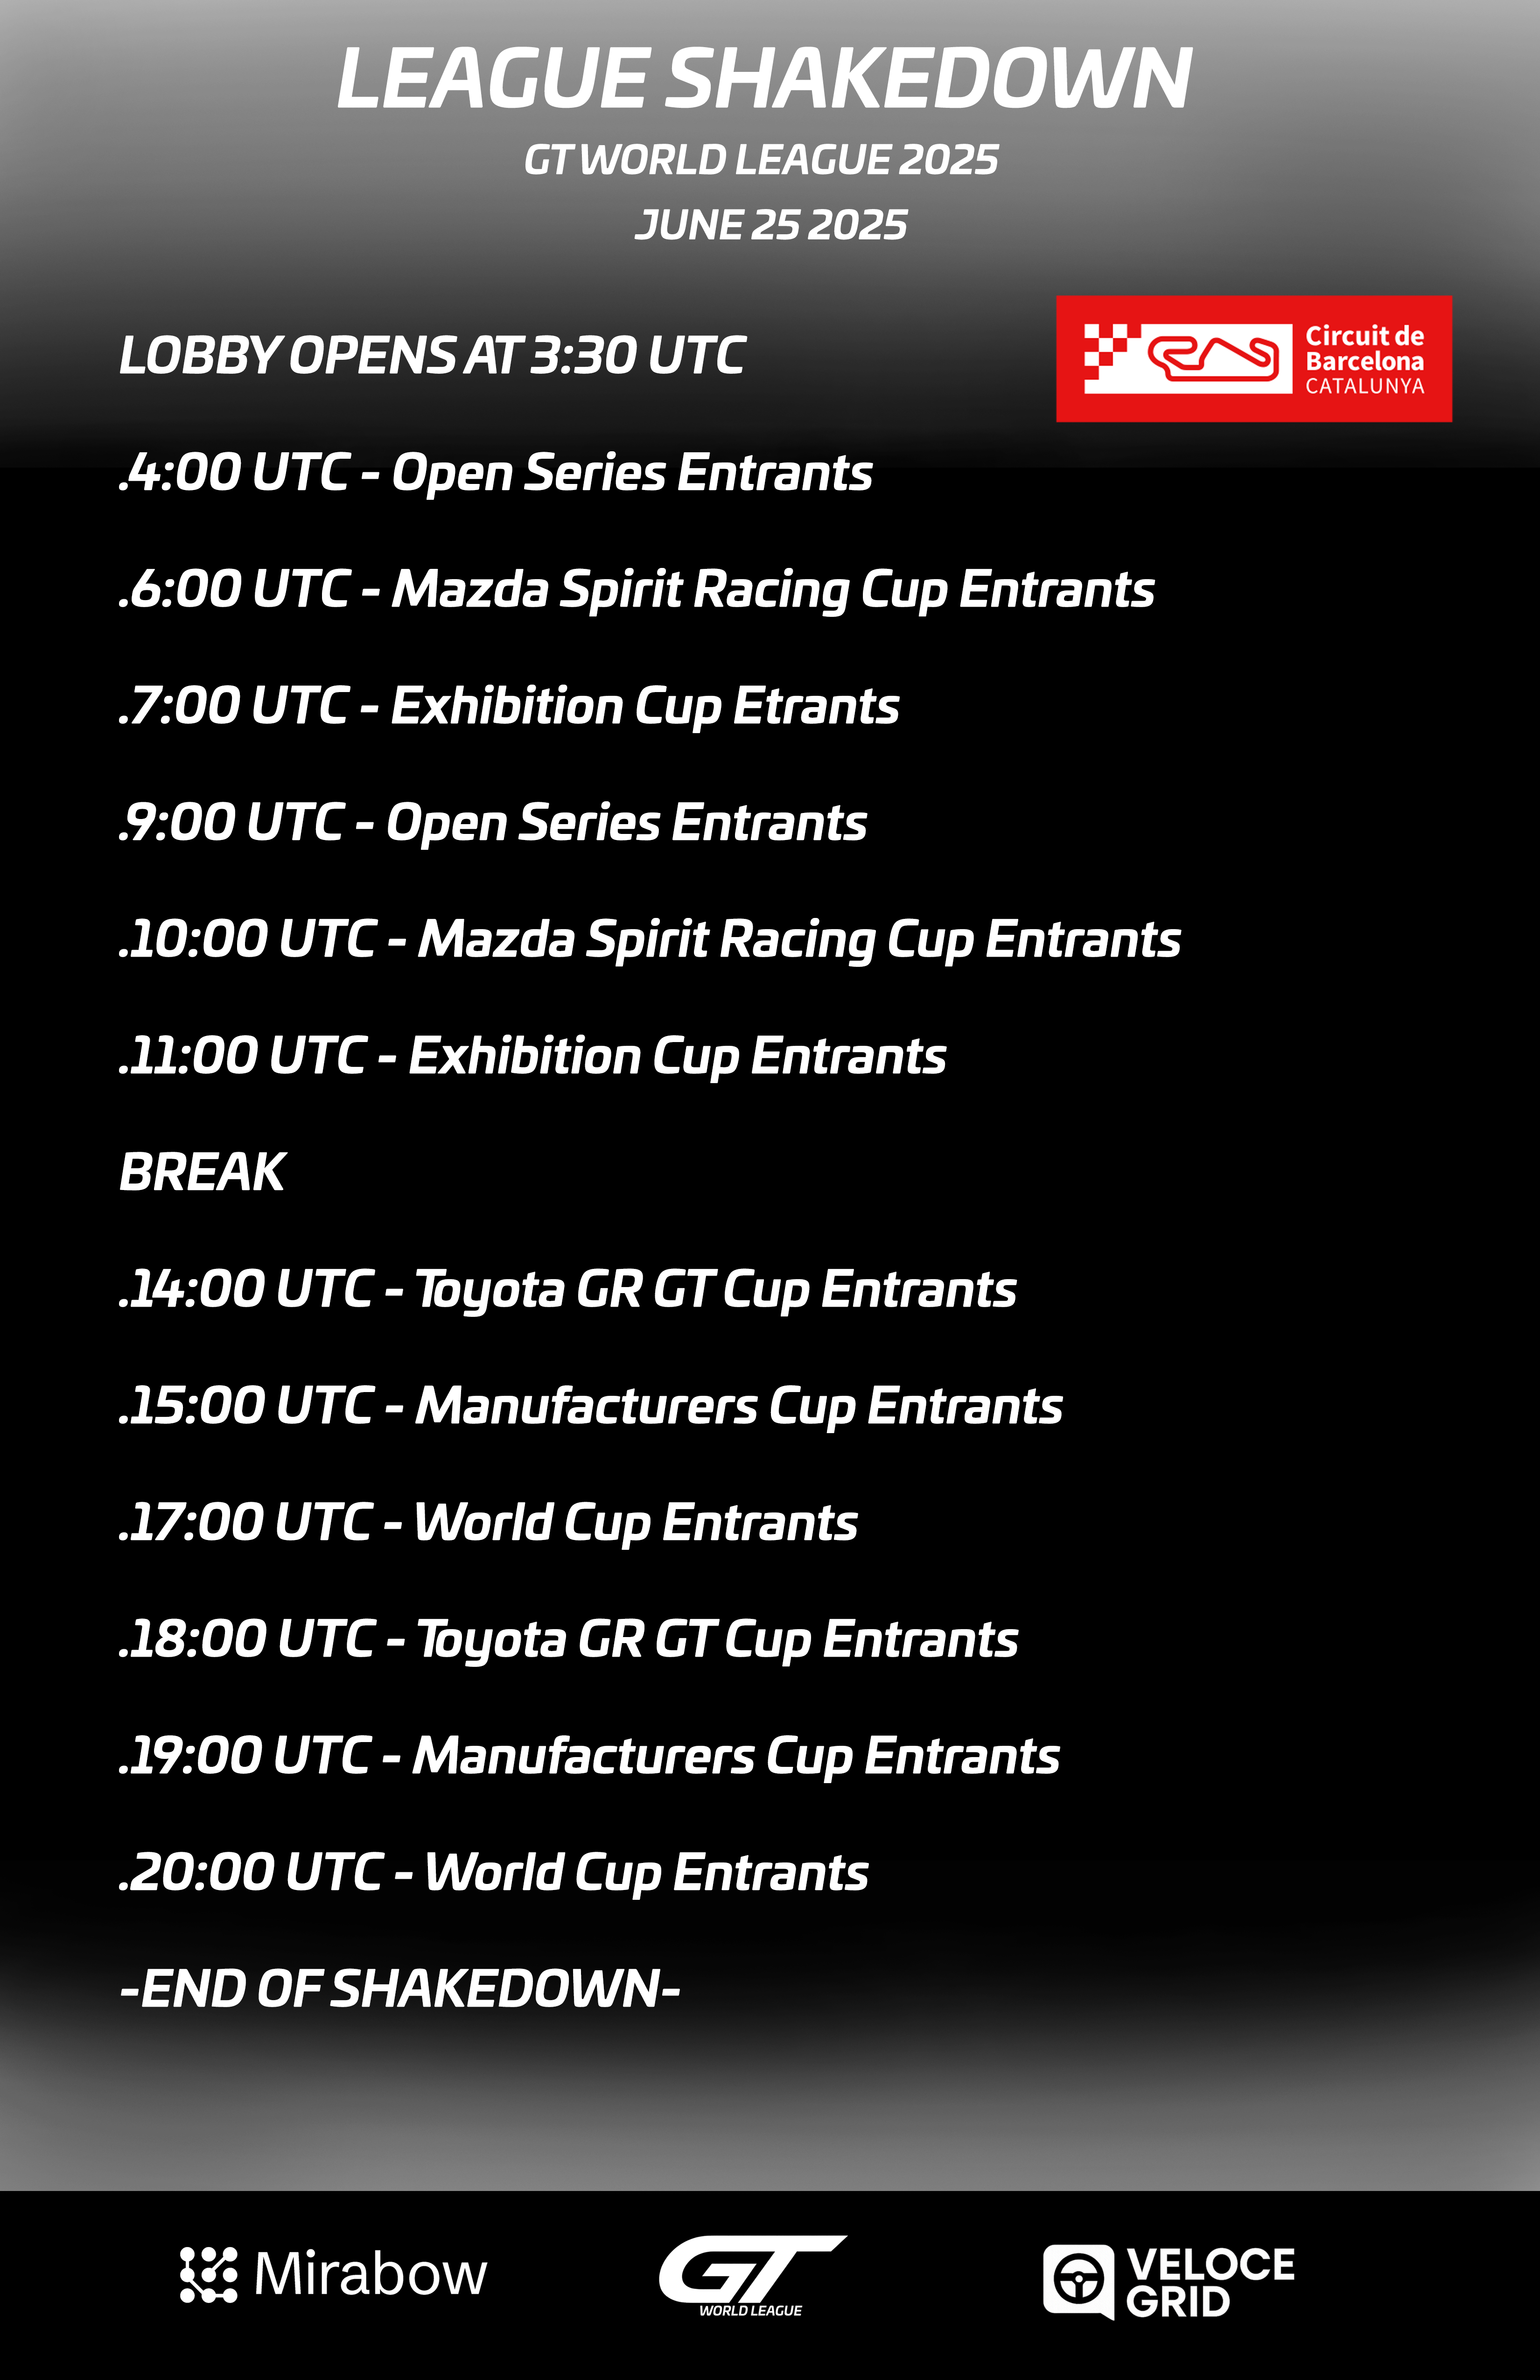 LEAGUE SHAKEDOWN
GT WORLD LEAGUE 2025
JUNE 25 2025
LOBBY OPENS AT 3:30 UTC
Circuit de
Barcelona
CATALUNYA
.4:00 UTC - Open Series Entrants
.6:00 UTC - Mazda Spirit Racing Cup Entrants
.7:00 UTC - Exhibition Cup Etrants
.9:00 UTC - Open Series Entrants
.10:00 UTC - Mazda Spirit Racing Cup Entrants
.11:00 UTC - Exhibition Cup Entrants
BREAK
.14:00 UTC - Toyota GR GT Cup Entrants
.15:00 UTC - Manufacturers Cup Entrants
.17:00 UTC - World Cup Entrants
.18:00 UTC - Toyota GR GT Cup Entrants
.19:00 UTC - Manufacturers Cup Entrants
.20:00 UTC - World Cup Entrants
-END OF SHAKEDOWN-
Mirabow
GT
WORLD LEAGUE
VELOCE
GRID